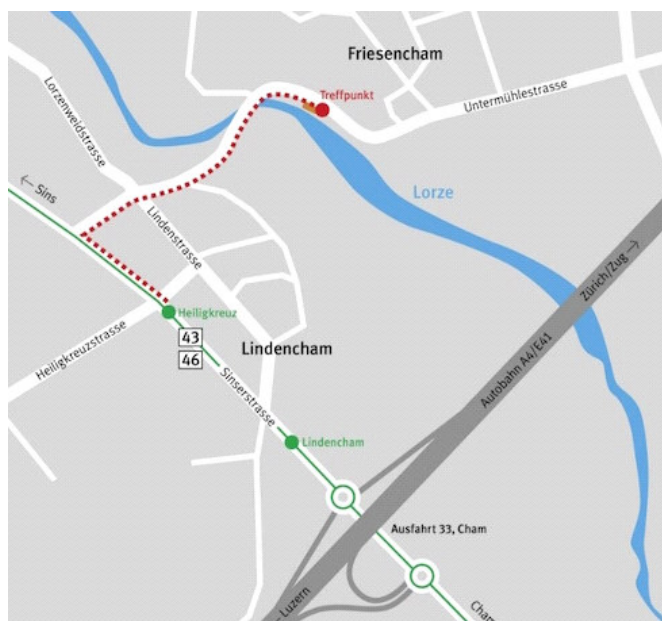 Friesencham
Treffpunkt
Untermühlestrasse
Lorzenweidstrasse
Lorze
← Sins
Lindenstrasse
Zürich/Zug →
Heiligkreuz
43
46
Heiligkreuzstrasse
Lindencham
Sinserstrasse
Autobahn A4/E41
Lindencham
Ausfahrt 33, Cham
← Luzern